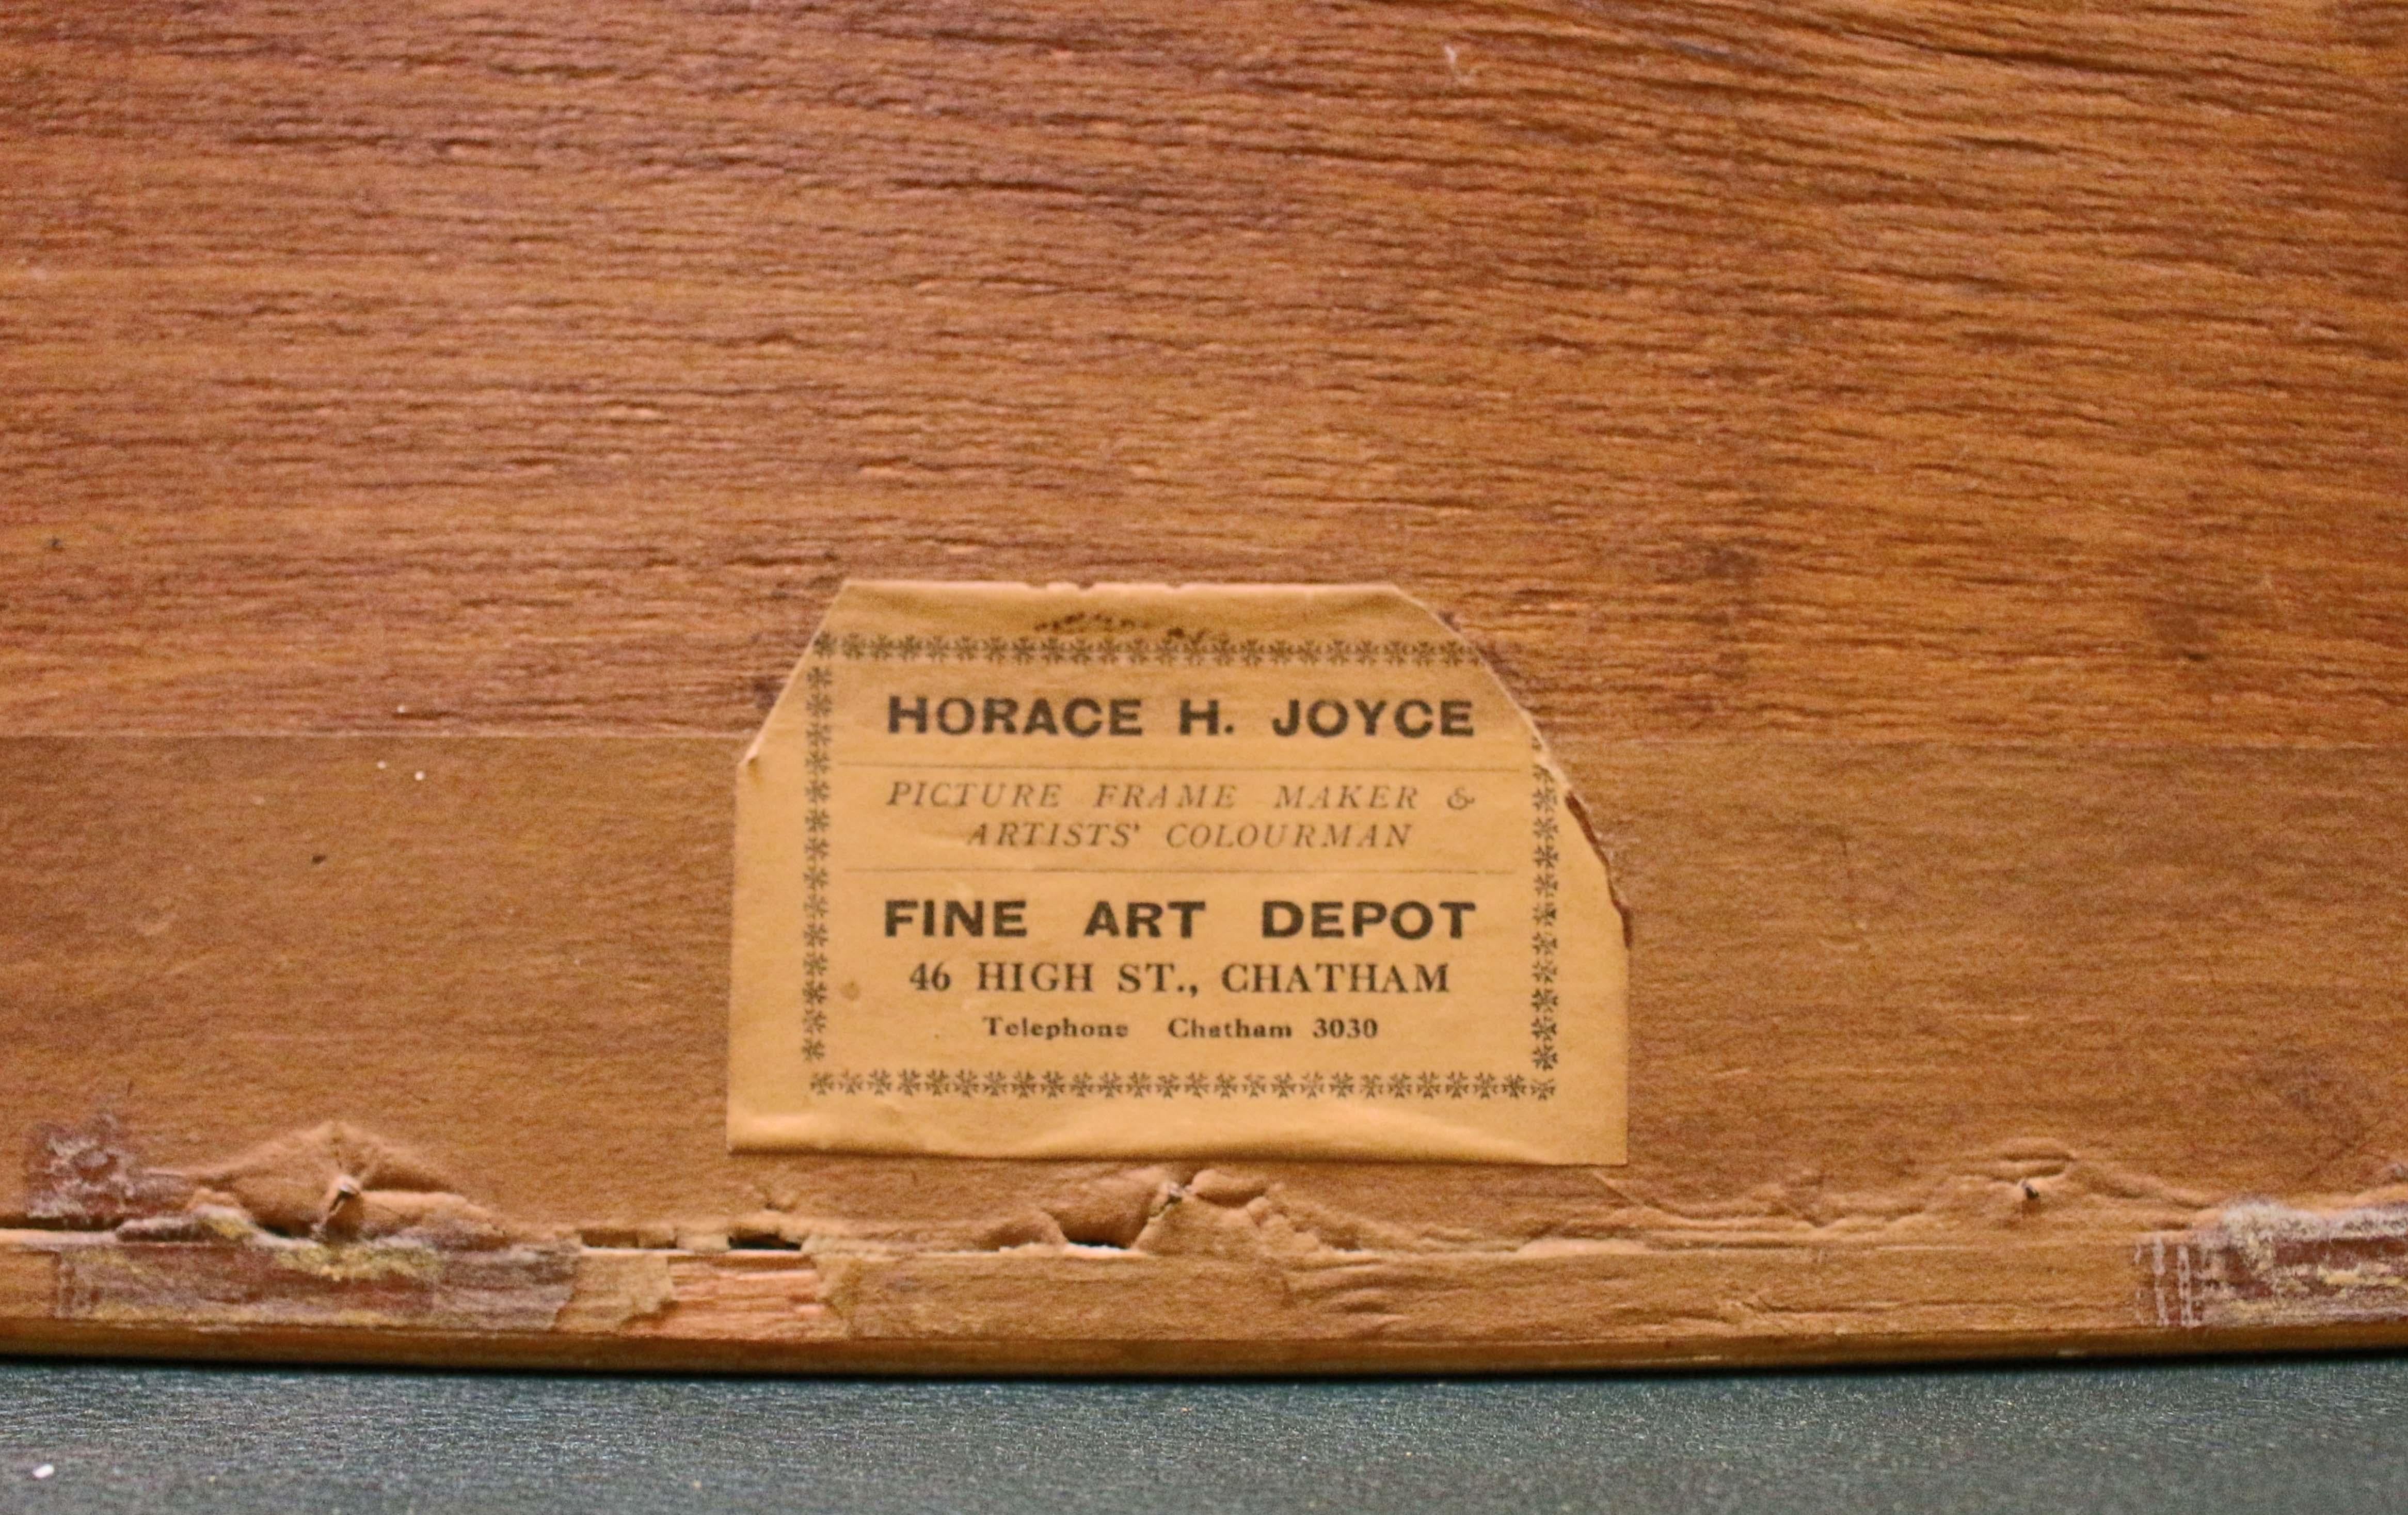 HORACE H. JOYCE
PICTURE FRAME MAKER &
ARTISTS' COLOURMAN
FINE ART DEPOT
46 HIGH ST., CHATHAM
Telephone Chatham 3030